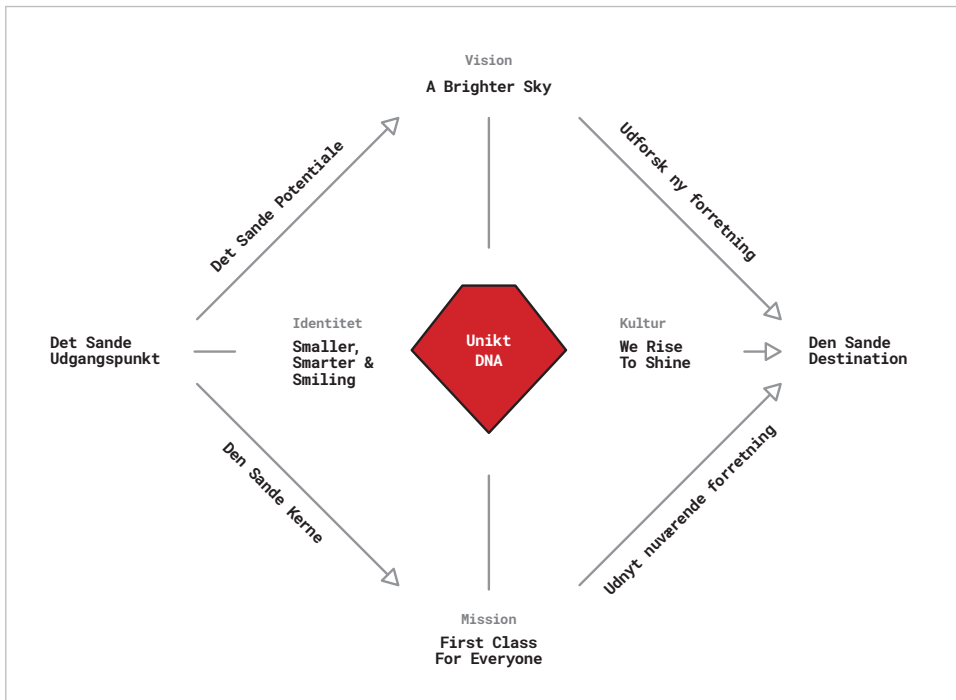 Vision
A Brighter Sky
Det Sande Potentiale
Udforsk ny forretning
Det Sande
Udgangspunkt
Identitet
Smaller,
Smarter &
Smiling
Unikt
DNA
Kultur
We Rise
To Shine
Den Sande
Destination
Den Sande Kerne
Udnyt nuværende forretning
Mission
First Class
For Everyone